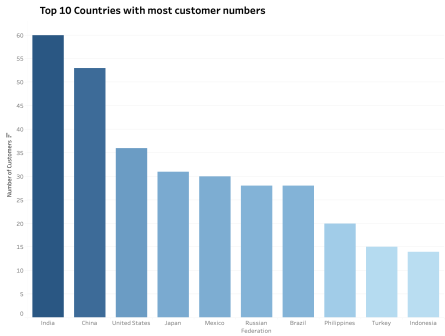 Top 10 Countries with most customer numbers
Number of Customers
60
55
50
45
40
35
30
25
20
15
10
5
0
India
China
United States
Japan
Mexico
Russian
Federation
Brazil
Philippines
Turkey
Indonesia